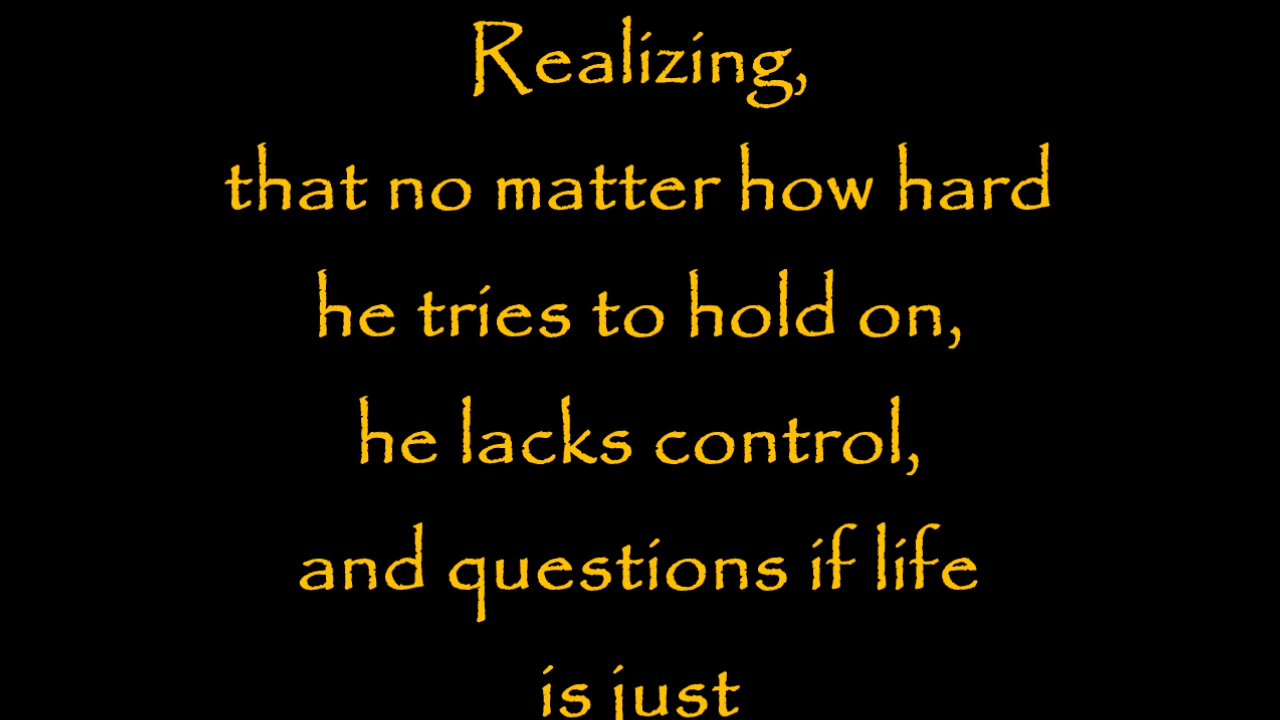 Realizing,
that no matter how hard
he tries to hold on,
he lacks control,
and questions if life
is just